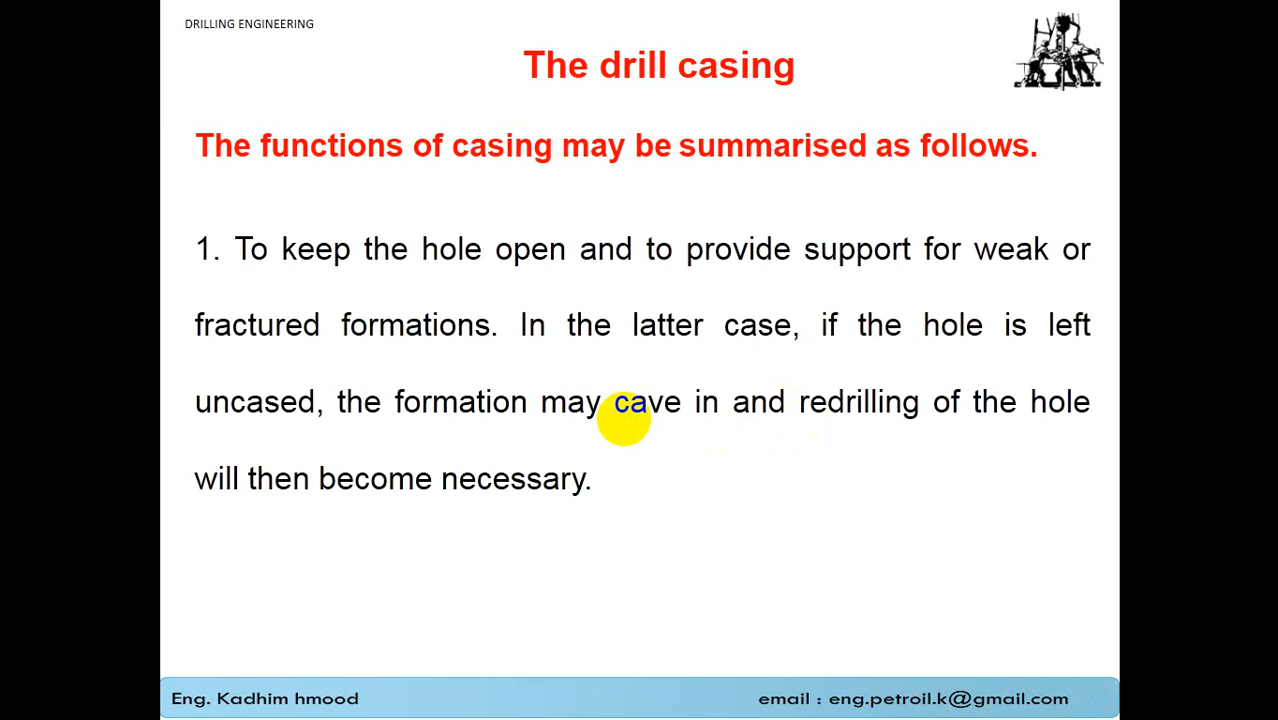 DRILLING ENGINEERING
The drill casing
The functions of casing may be summarised as follows.
1. To keep the hole open and to provide support for weak or
fractured formations. In the latter case, if the hole is left
uncased, the formation may cave in and redrilling of the hole
will then become necessary.
Eng. Kadhim hmood email : eng.petroil.k@gmail.com